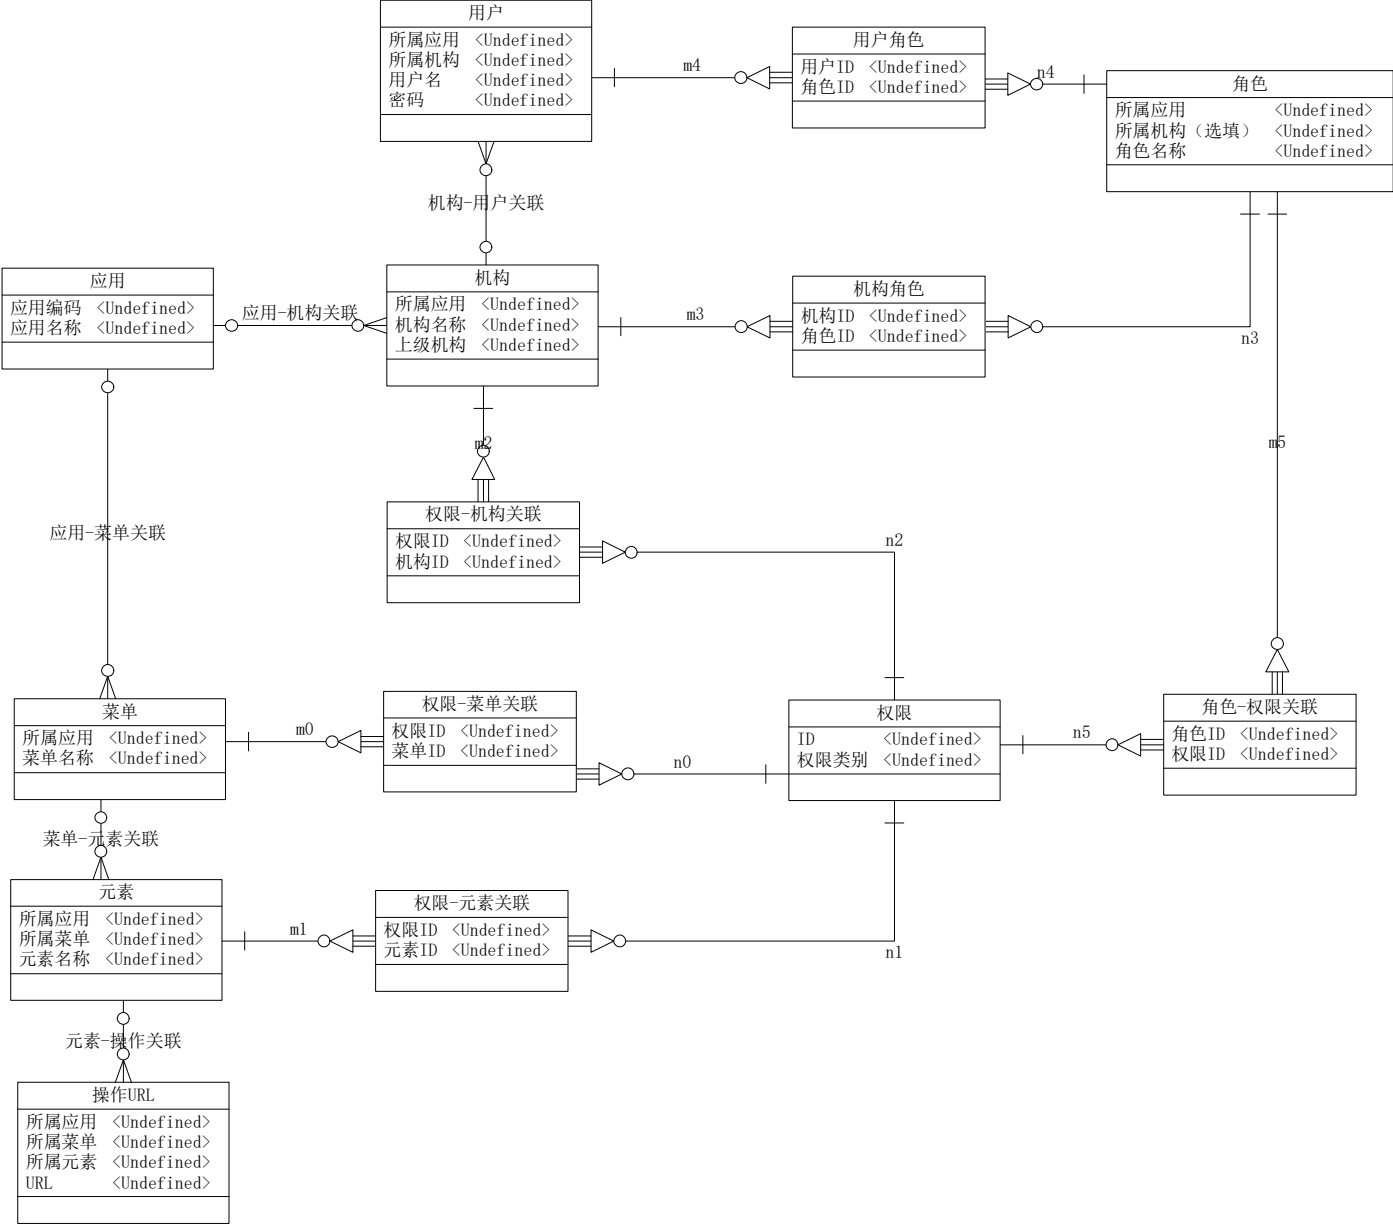 用户
所属应用 <Undefined>
所属机构 <Undefined>
用户名 <Undefined>
密码 <Undefined>
m4
用户角色
用户ID <Undefined>
角色ID <Undefined>
n4
角色
所属应用 <Undefined>
所属机构（选填） <Undefined>
角色名称 <Undefined>
机构-用户关联
应用
应用编码 <Undefined>
应用名称 <Undefined>
应用-机构关联
机构
所属应用 <Undefined>
机构名称 <Undefined>
上级机构 <Undefined>
m3
机构角色
机构ID <Undefined>
角色ID <Undefined>
n3
m2
m5
应用-菜单关联
权限-机构关联
权限ID <Undefined>
机构ID <Undefined>
n2
菜单
所属应用 <Undefined>
菜单名称 <Undefined>
m0
权限-菜单关联
权限ID <Undefined>
菜单ID <Undefined>
n0
权限
ID <Undefined>
权限类别 <Undefined>
n5
角色-权限关联
角色ID <Undefined>
权限ID <Undefined>
菜单-元素关联
元素
所属应用 <Undefined>
所属菜单 <Undefined>
元素名称 <Undefined>
m1
权限-元素关联
权限ID <Undefined>
元素ID <Undefined>
n1
元素-操作关联
操作URL
所属应用 <Undefined>
所属菜单 <Undefined>
所属元素 <Undefined>
URL <Undefined>